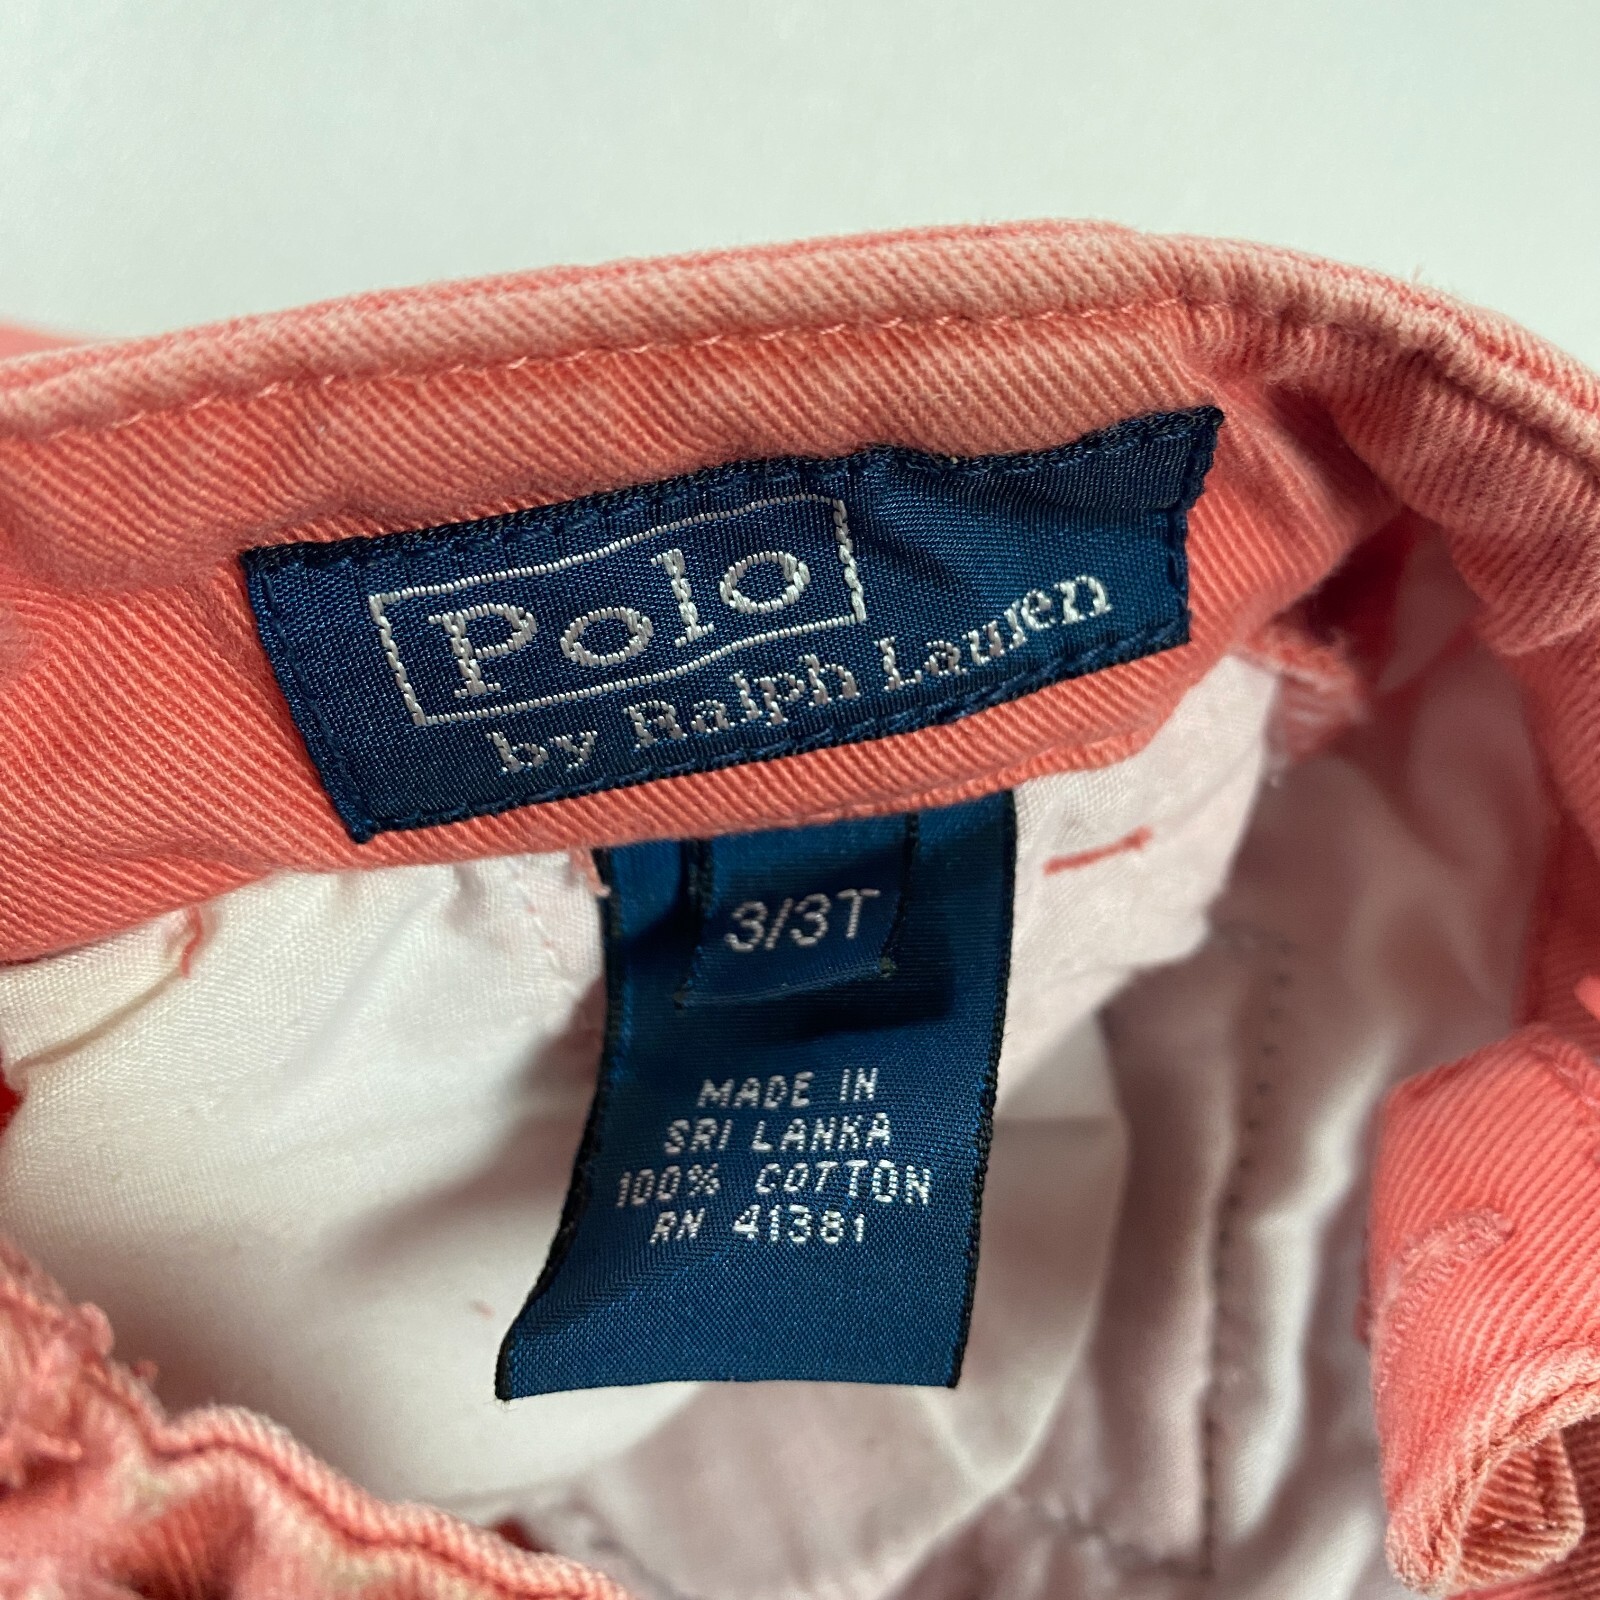 Polo
by Ralph Lauren
3/3T
MADE IN
SRI LANKA
100% COTTON
RN 41381